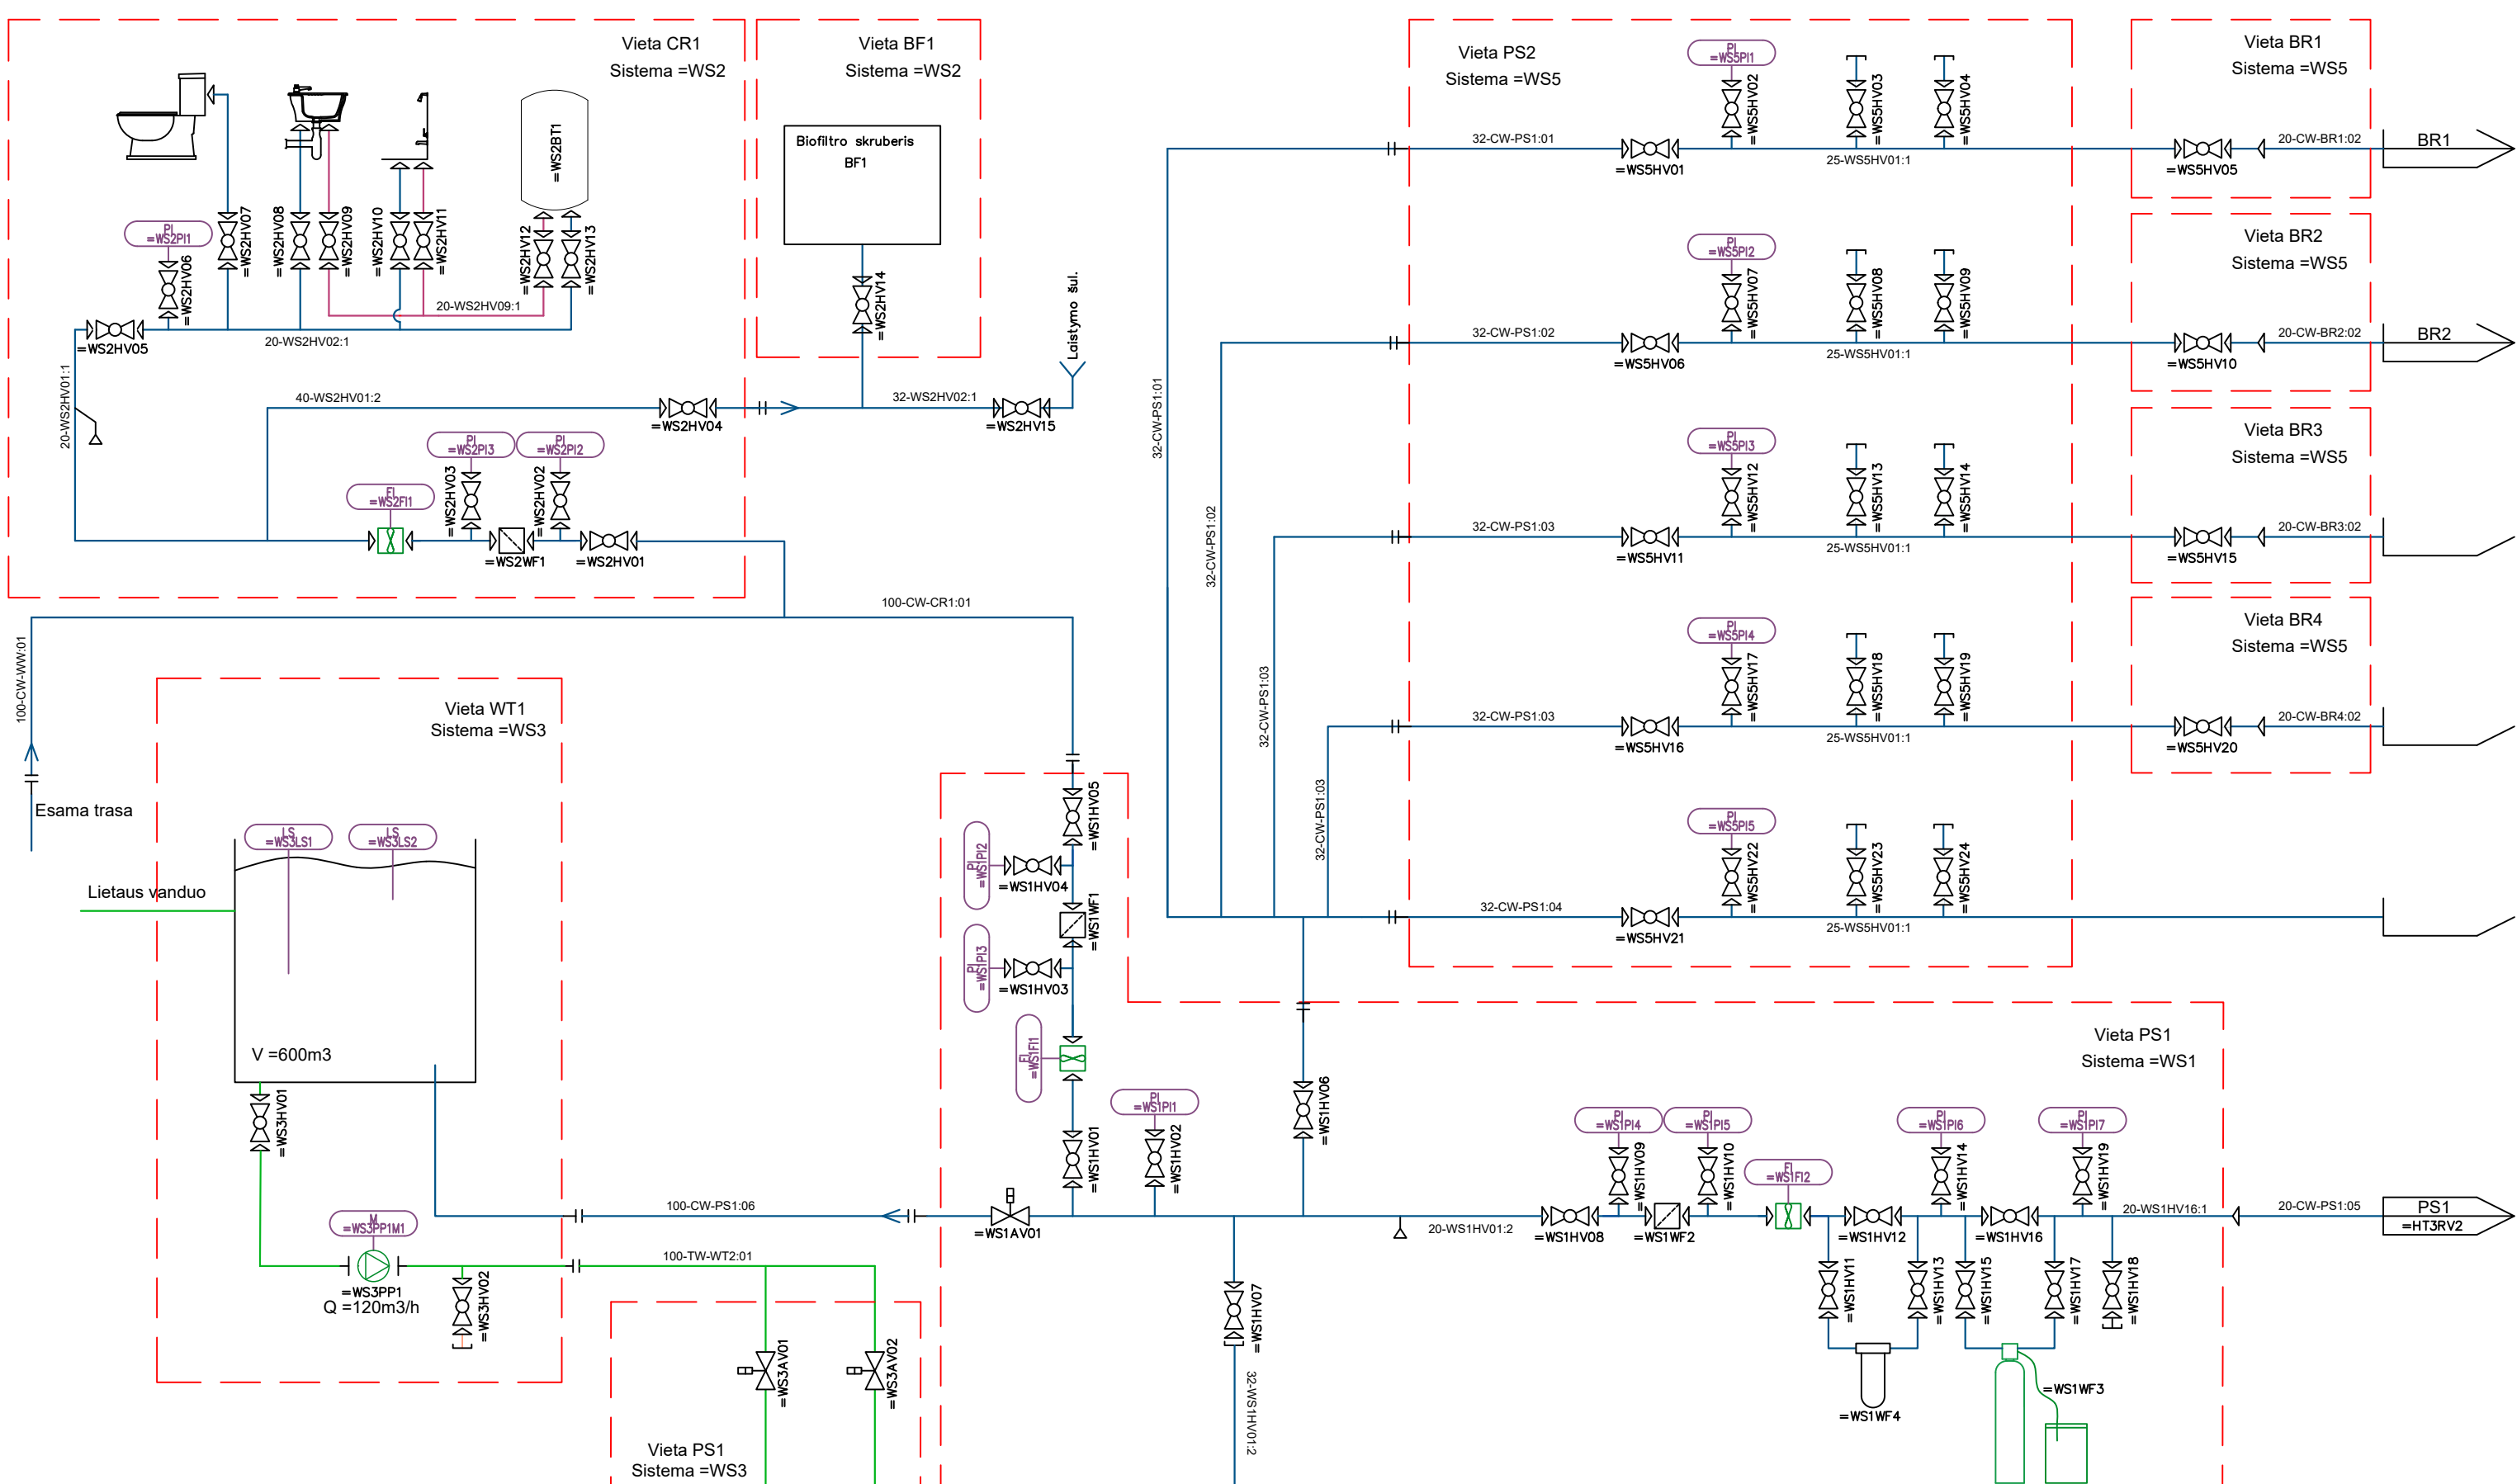 Vieta CR1
Sistema =WS2
=WS2BT1
PI
=WS2PI1
=WS2HV06
=WS2HV07
=WS2HV08
=WS2HV09
=WS2HV10
=WS2HV11
=WS2HV12
=WS2HV13
20-WS2HV09:1
=WS2HV05
20-WS2HV02:1
20-WS2HV01:1
40-WS2HV01:2
=WS2HV04
PI
=WS2PI3
PI
=WS2PI2
FI
=WS2FI1
=WS2HV03
=WS2HV02
=WS2WF1
=WS2HV01
Vieta BF1
Sistema =WS2
Biofiltro skruberis
BF1
=WS2HV14
32-WS2HV02:1
=WS2HV15
Laistymo šul.
100-CW-CR1:01
100-CW-WW:01
Esama trasa
Vieta WT1
Sistema =WS3
LS
=WS3LS1
LS
=WS3LS2
Lietaus vanduo
V =600m3
=WS3HV01
M
=WS3PP1M1
=WS3PP1
Q =120m3/h
=WS3HV02
100-CW-PS1:06
100-TW-WT2:01
=WS3AV01
=WS3AV02
Vieta PS1
Sistema =WS3
=WS1HV05
PI
=WS1PI2
=WS1HV04
=WS1WF1
PI
=WS1PI3
=WS1HV03
FI
=WS1FI1
=WS1HV01
PI
=WS1PI1
=WS1HV02
=WS1AV01
=WS1HV06
=WS1HV07
32-WS1HV01:2
Vieta PS2
Sistema =WS5
32-CW-PS1:01
32-CW-PS1:02
32-CW-PS1:03
32-CW-PS1:03
32-CW-PS1:01
=WS5HV01
PI
=WS5PI1
=WS5HV02
=WS5HV03
=WS5HV04
25-WS5HV01:1
Vieta BR1
Sistema =WS5
=WS5HV05
20-CW-BR1:02
BR1
32-CW-PS1:02
=WS5HV06
PI
=WS5PI2
=WS5HV07
=WS5HV08
=WS5HV09
25-WS5HV01:1
Vieta BR2
Sistema =WS5
=WS5HV10
20-CW-BR2:02
BR2
32-CW-PS1:03
=WS5HV11
PI
=WS5PI3
=WS5HV12
=WS5HV13
=WS5HV14
25-WS5HV01:1
Vieta BR3
Sistema =WS5
=WS5HV15
20-CW-BR3:02
32-CW-PS1:03
=WS5HV16
PI
=WS5PI4
=WS5HV17
=WS5HV18
=WS5HV19
25-WS5HV01:1
Vieta BR4
Sistema =WS5
=WS5HV20
20-CW-BR4:02
32-CW-PS1:04
=WS5HV21
PI
=WS5PI5
=WS5HV22
=WS5HV23
=WS5HV24
25-WS5HV01:1
Vieta PS1
Sistema =WS1
20-WS1HV01:2
=WS1HV08
PI
=WS1PI4
=WS1HV09
=WS1WF2
PI
=WS1PI5
=WS1HV10
FI
=WS1FI2
=WS1HV12
PI
=WS1PI6
=WS1HV14
=WS1HV16
PI
=WS1PI7
=WS1HV19
20-WS1HV16:1
20-CW-PS1:05
PS1
=HT3RV2
=WS1HV11
=WS1HV13
=WS1HV15
=WS1HV17
=WS1HV18
=WS1WF4
=WS1WF3